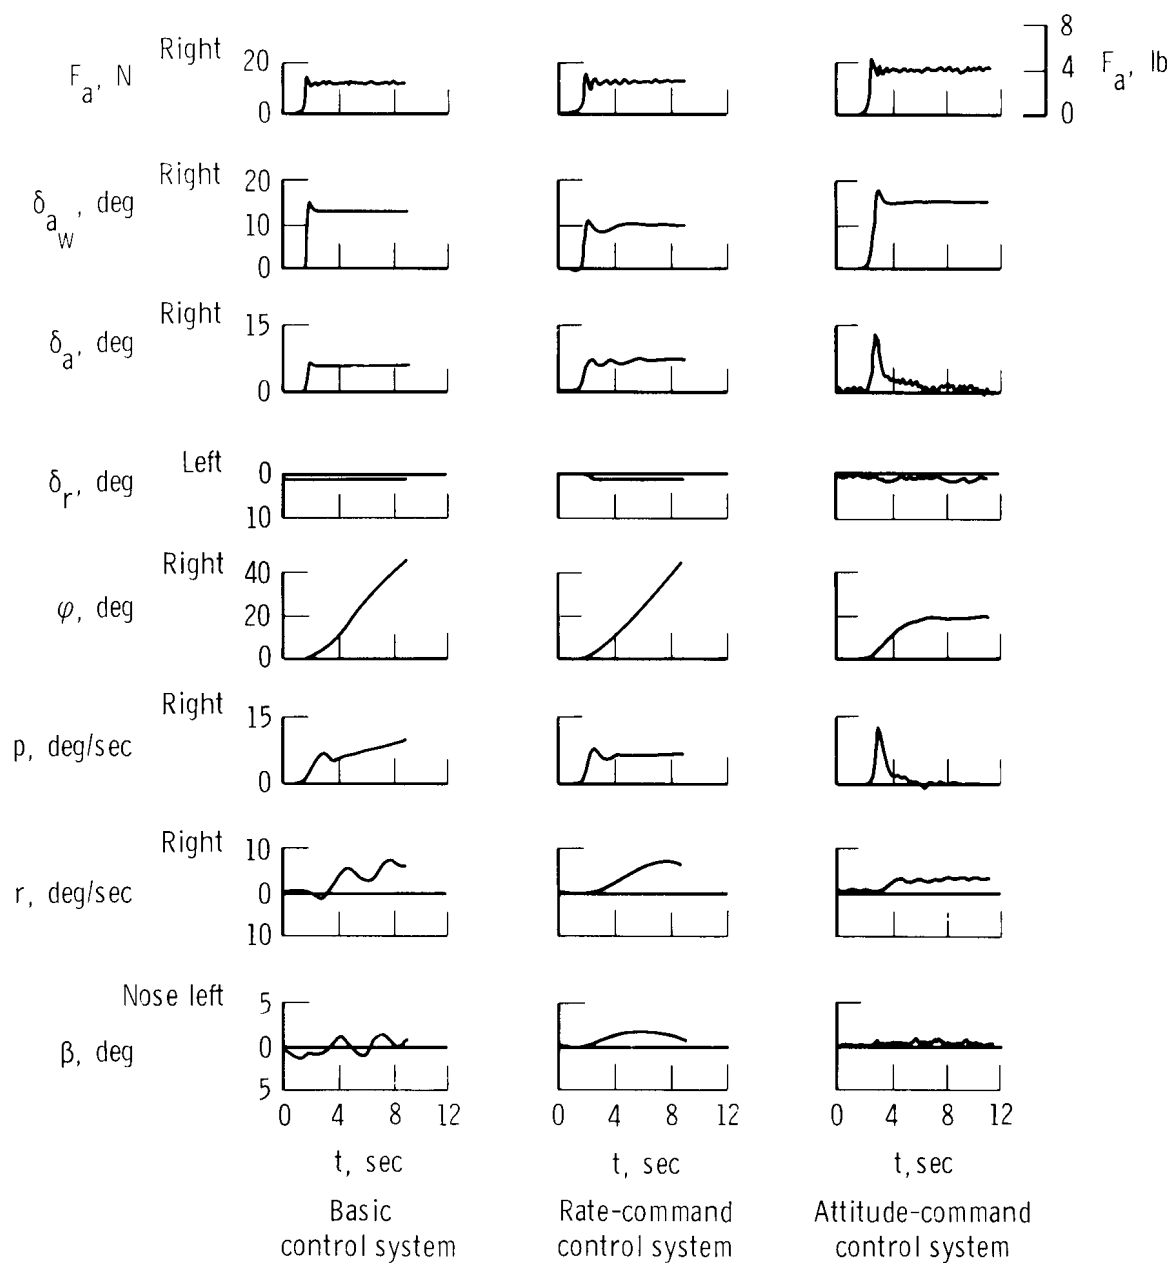 Right
F_a, N
20
0
8
4
0
F_a, lb
Right
δ_a_w, deg
20
10
0
Right
δ_a, deg
15
0
Left
δ_r, deg
0
10
Right
φ, deg
40
20
0
Right
p, deg/sec
15
0
Right
r, deg/sec
10
0
10
Nose left
β, deg
5
0
5
0 4 8 12 0 4 8 12 0 4 8 12
t, sec t, sec t, sec
Basic Rate-command Attitude-command
control system control system control system